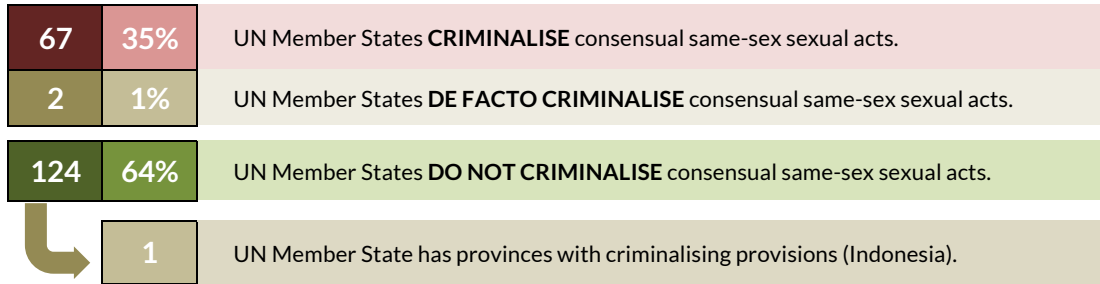 67 35% UN Member States CRIMINALISE consensual same-sex sexual acts.
2 1% UN Member States DE FACTO CRIMINALISE consensual same-sex sexual acts.
124 64% UN Member States DO NOT CRIMINALISE consensual same-sex sexual acts.
1 UN Member State has provinces with criminalising provisions (Indonesia).